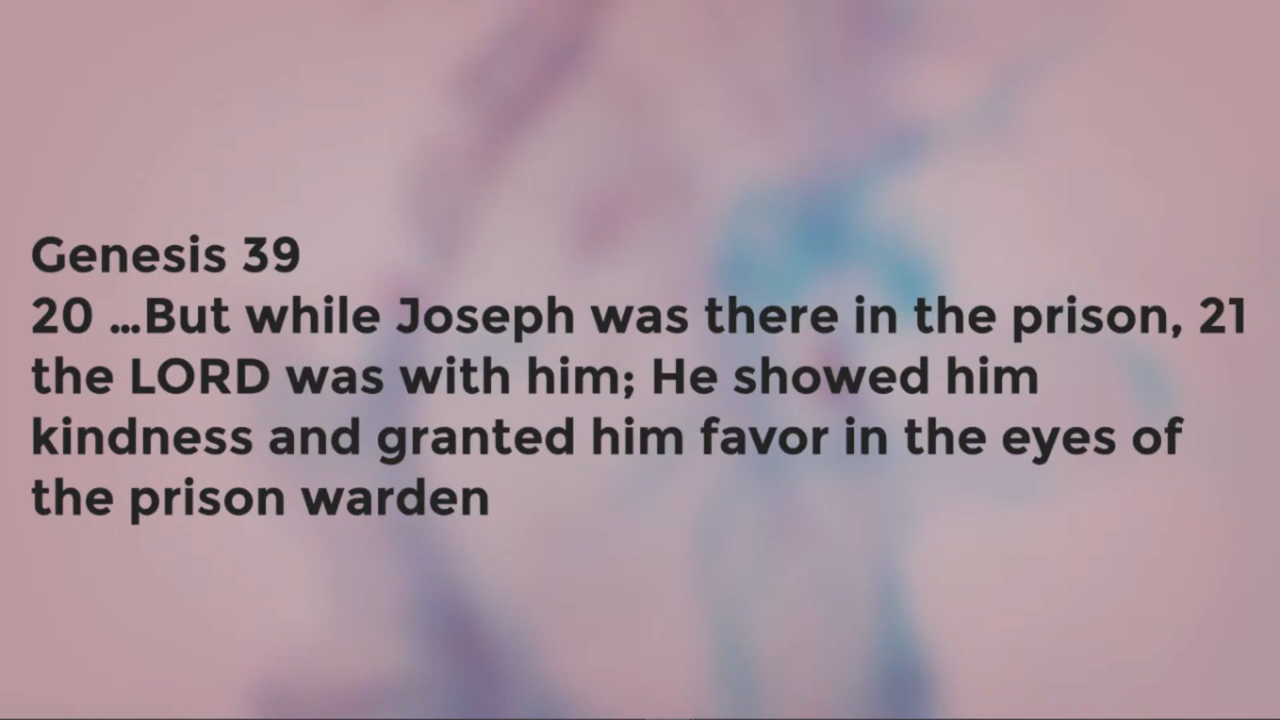 Genesis 39
20 ...But while Joseph was there in the prison, 21
the LORD was with him; He showed him
kindness and granted him favor in the eyes of
the prison warden